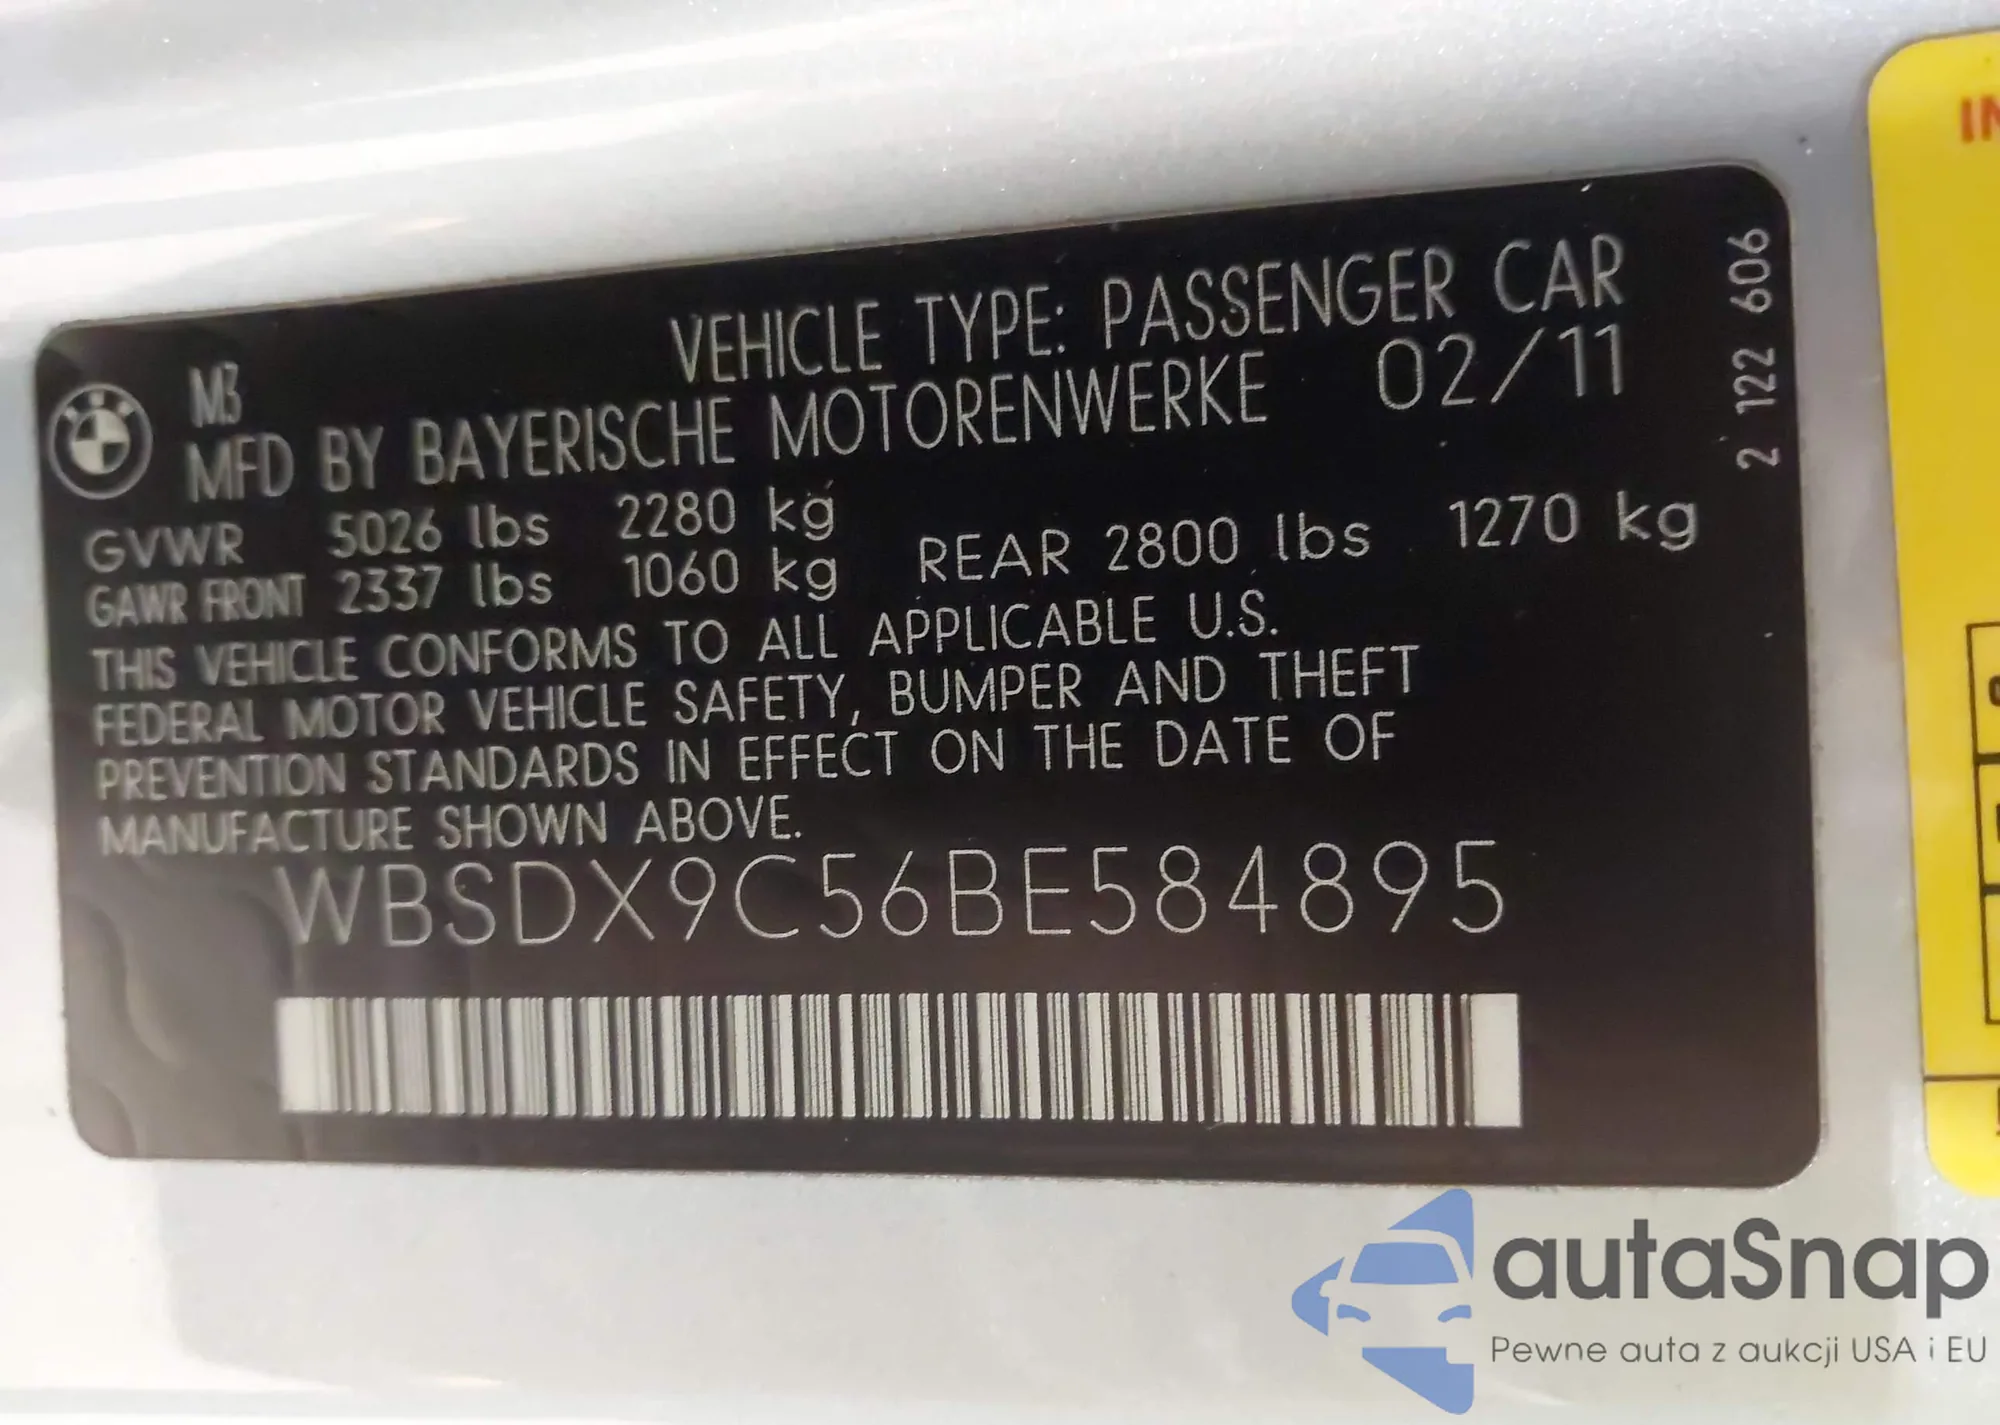 VEHICLE TYPE: PASSENGER CAR
M3
MFD BY BAYERISCHE MOTORENWERKE 02/11
GVWR 5026 lbs 2280 kg
GAWR FRONT 2337 lbs 1060 kg REAR 2800 lbs 1270 kg
THIS VEHICLE CONFORMS TO ALL APPLICABLE U.S.
FEDERAL MOTOR VEHICLE SAFETY, BUMPER AND THEFT
PREVENTION STANDARDS IN EFFECT ON THE DATE OF
MANUFACTURE SHOWN ABOVE.
WBSDX9C56BE584895
2 122 606
autaSnap
Pewne auta z aukcji USA i EU